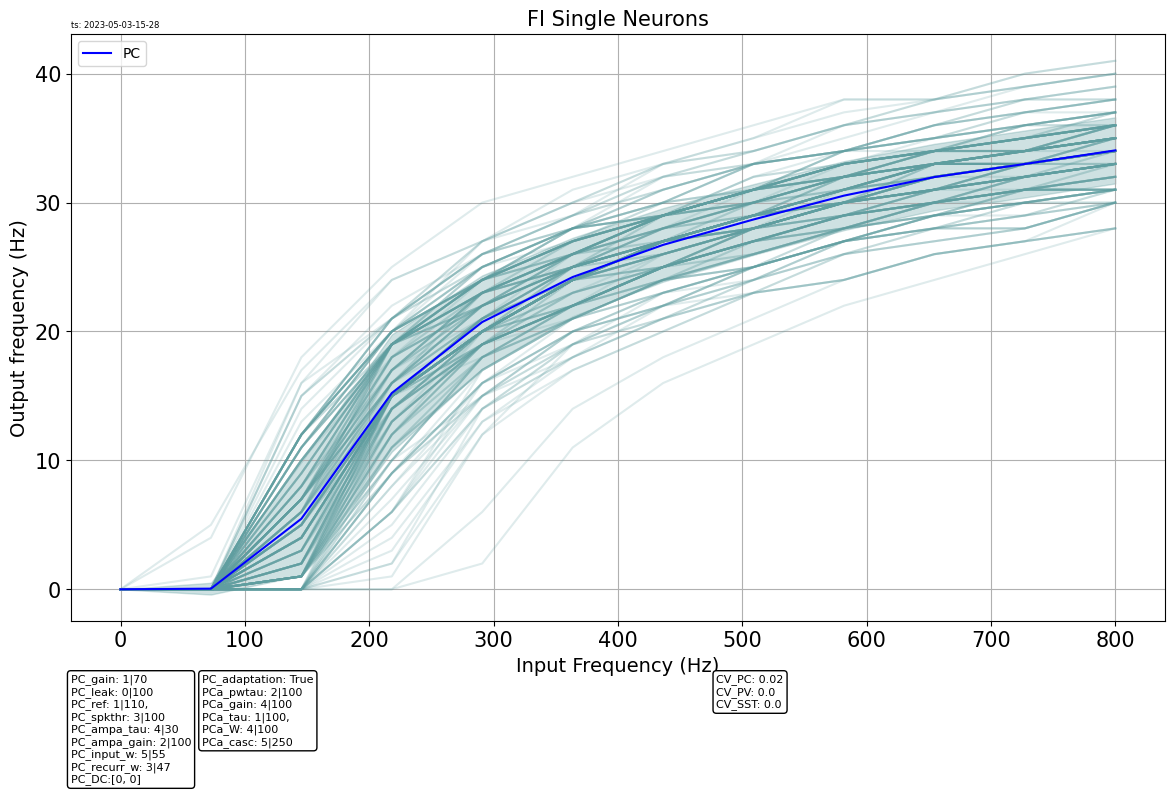 ts: 2023-05-03-15-28
FI Single Neurons
PC
40
30
20
10
0
Output frequency (Hz)
0 100 200 300 400 500 600 700 800
Input Frequency (Hz)
PC_gain: 1|70
PC_leak: 0|100
PC_ref: 1|110,
PC_spkthr: 3|100
PC_ampa_tau: 4|30
PC_ampa_gain: 2|100
PC_input_w: 5|55
PC_recurr_w: 3|47
PC_DC:[0, 0]
PC_adaptation: True
PCa_pwtau: 2|100
PCa_gain: 4|100
PCa_tau: 1|100,
PCa_W: 4|100
PCa_casc: 5|250
CV_PC: 0.02
CV_PV: 0.0
CV_SST: 0.0